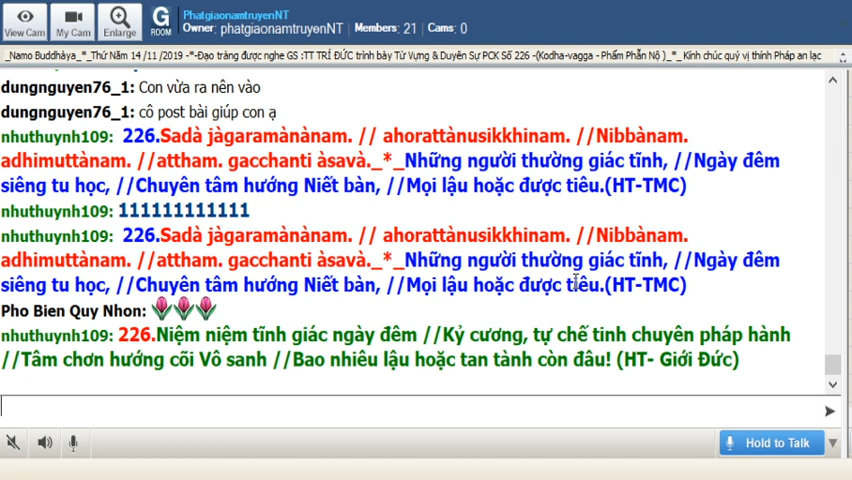 View Cam
My Cam
Enlarge
G
ROOM
PhatgiaonamtruyenNT
Owner: phatgiaonamtruyenNT Members: 21 Cams: 0
_Namo Buddhàya_*_Thứ Năm 14 /11 /2019 -*-Đạo tràng được nghe GS :TT TRÍ ĐỨC trình bày Từ Vựng & Duyên Sự PCK Số 226 -(Kodha-vagga - Phẩm Phẫn Nộ )_*_ Kính chúc quý vị thính Pháp an lạc
dungnguyen76_1: Con vừa ra nên vào
dungnguyen76_1: cô post bài giúp con ạ
nhuthuynh109: 226.Sadà jàgaramànànam. // ahorattànusikkhinam. //Nibbànam.
adhimuttànam. //attham. gacchanti àsavà._*_Những người thường giác tĩnh, //Ngày đêm
siêng tu học, //Chuyên tâm hướng Niết bàn, //Mọi lậu hoặc được tiêu.(HT-TMC)
nhuthuynh109: 111111111111
nhuthuynh109: 226.Sadà jàgaramànànam. // ahorattànusikkhinam. //Nibbànam.
adhimuttànam. //attham. gacchanti àsavà._*_Những người thường giác tĩnh, //Ngày đêm
siêng tu học, //Chuyên tâm hướng Niết bàn, //Mọi lậu hoặc được tiêu.(HT-TMC)
Pho Bien Quy Nhon:
nhuthuynh109: 226.Niệm niệm tĩnh giác ngày đêm //Kỷ cương, tự chế tinh chuyên pháp hành
//Tâm chơn hướng cõi Vô sanh //Bao nhiêu lậu hoặc tan tành còn đâu! (HT- Giới Đức)
Hold to Talk